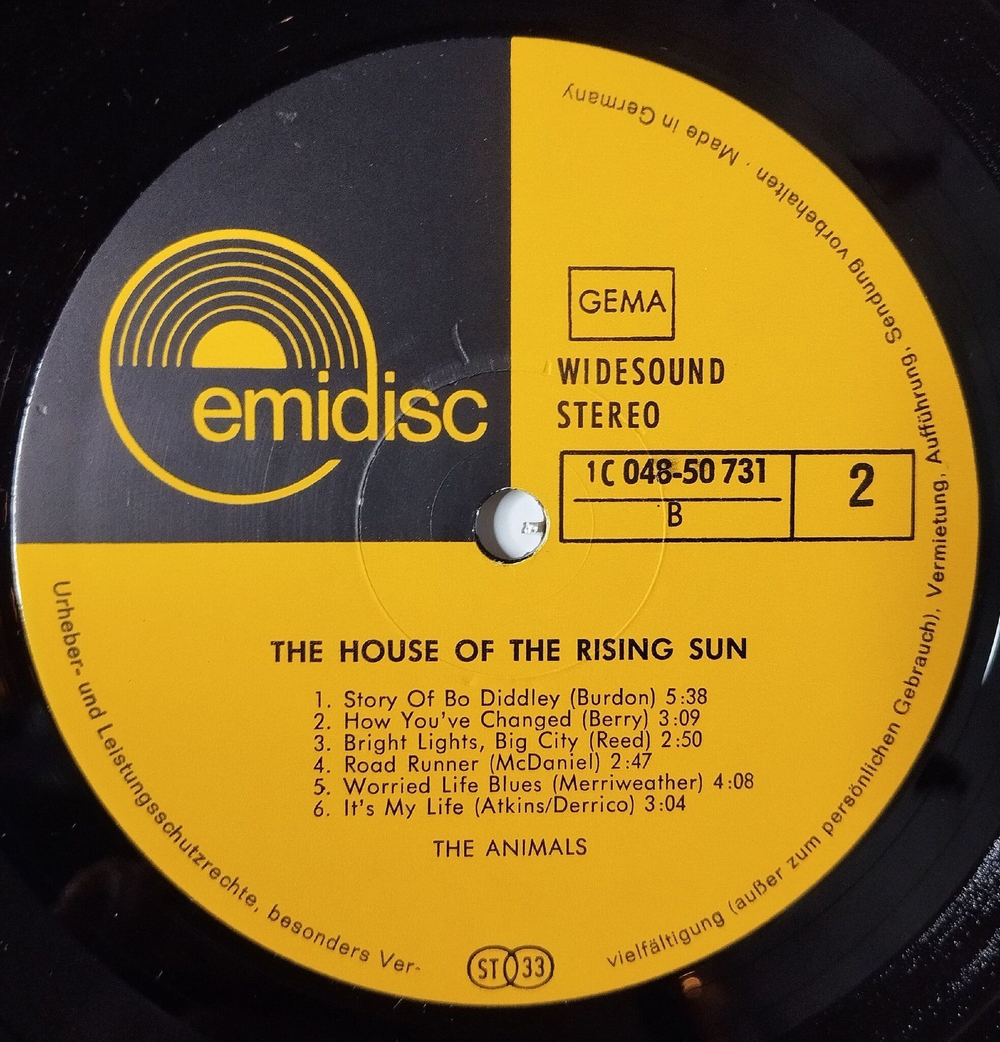 emidisc
GEMA
WIDESOUND
STEREO
1C 048-50 731
B
2
THE HOUSE OF THE RISING SUN
1. Story Of Bo Diddley (Burdon) 5:38
2. How You've Changed (Berry) 3:09
3. Bright Lights, Big City (Reed) 2:50
4. Road Runner (McDaniel) 2:47
5. Worried Life Blues (Merriweather) 4:08
6. It's My Life (Atkins/Derrico) 3:04
THE ANIMALS
ST 33
Urheber- und Leistungsschutzrechte, besonders Ver-
vielfältigung (außer zum persönlichen Gebrauch), Vermietung, Aufführung, Sendung vorbehalten · Made in Germany